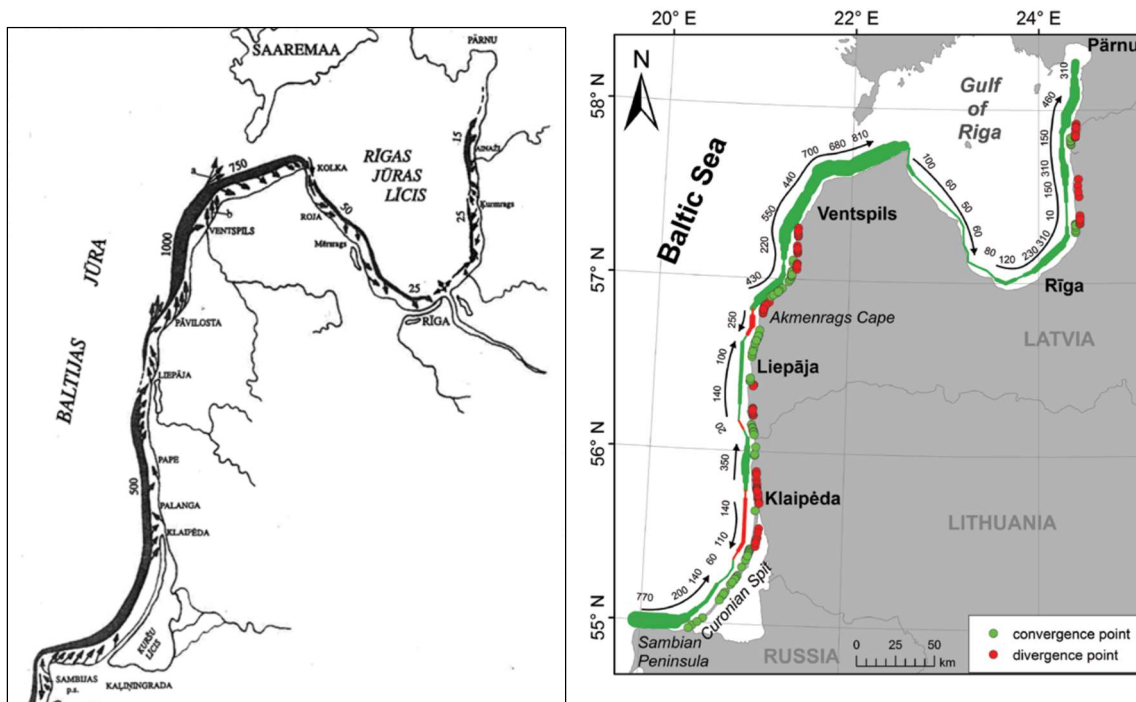 SAAREMAA
PÄRNU
RĪGAS
JŪRAS
LĪCIS
15
AINAŽI
Kurmrags
25
a
750
KOLKA
ROJA
50
Mērsrags
b
VENTSPILS
1000
25
RĪGA
BALTIJAS JŪRA
PĀVILOSTA
LIEPĀJA
PAPE
500
PALANGA
KLAIPĖDA
KURŠU
LĪCIS
SAMBIJAS
p.s.
KAĻIŅINGRADA
20° E
22° E
24° E
58° N
57° N
56° N
55° N
N
Pärnu
310
460
150
310
150
10
310
230
120
80
Gulf
of
Riga
Baltic Sea
810
680
700
440
550
220
430
100
60
50
60
Ventspils
Rīga
Akmenrags Cape
LATVIA
250
100
140
20
350
140
110
60
140
200
770
Liepāja
Klaipėda
LITHUANIA
Curonian Spit
Sambian
Peninsula
RUSSIA
0 25 50
km
convergence point
divergence point